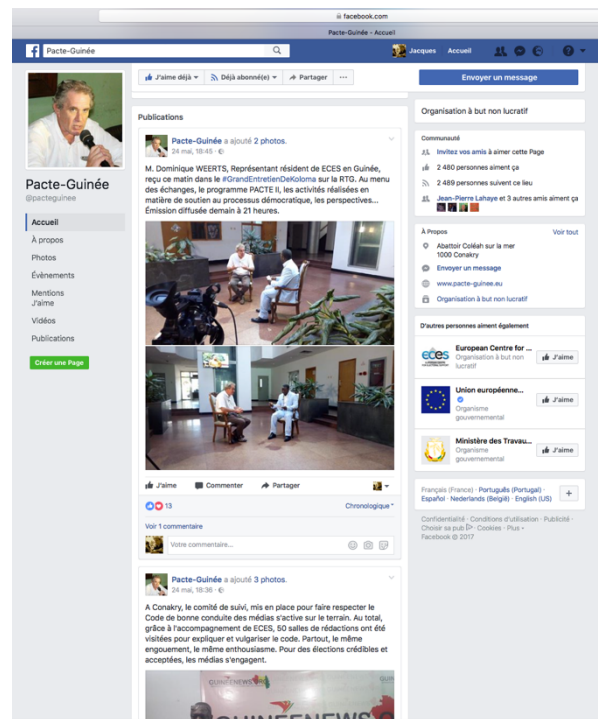 facebook.com
Pacte-Guinée - Accueil
Pacte-Guinée
Jacques Accueil
J'aime déjà
Déjà abonné(e)
Partager
Envoyer un message
Pacte-Guinée
@pacteguinee
Accueil
À propos
Photos
Évènements
Mentions
J'aime
Vidéos
Publications
Créer une Page
Publications
Pacte-Guinée a ajouté 2 photos.
24 mai, 18:45 ·
M. Dominique WEERTS, Représentant résident de ECES en Guinée,
reçu ce matin dans le #GrandEntretienDeKoloma sur la RTG. Au menu
des échanges, le programme PACTE II, les activités réalisées en
matière de soutien au processus démocratique, les perspectives...
Émission diffusée demain à 21 heures.
J'aime Commenter Partager
13
Chronologique
Voir 1 commentaire
Votre commentaire...
Pacte-Guinée a ajouté 3 photos.
24 mai, 18:36 ·
A Conakry, le comité de suivi, mis en place pour faire respecter le
Code de bonne conduite des médias s'active sur le terrain. Au total,
grâce à l'accompagnement de ECES, 50 salles de rédactions ont été
visitées pour expliquer et vulgariser le code. Partout, le même
engouement, le même enthousiasme. Pour des élections crédibles et
acceptées, les médias s'engagent.
GUINEENEWS
GUINEENEWS
Organisation à but non lucratif
Communauté
Invitez vos amis à aimer cette Page
2 480 personnes aiment ça
2 489 personnes suivent ce lieu
Jean-Pierre Lahaye et 3 autres amis aiment ça
À Propos
Voir tout
Abattoir Coléah sur la mer
1000 Conakry
Envoyer un message
www.pacte-guinee.eu
Organisation à but non lucratif
D'autres personnes aiment également
eces
European Centre for ...
Organisation à but non
lucratif
J'aime
Union européenne...
Organisme
gouvernemental
J'aime
Ministère des Travau...
Organisme
gouvernemental
J'aime
Français (France) · Português (Portugal) ·
Español · Nederlands (België) · English (US)
Confidentialité · Conditions d'utilisation · Publicité ·
Choisir sa pub · Cookies · Plus
Facebook © 2017